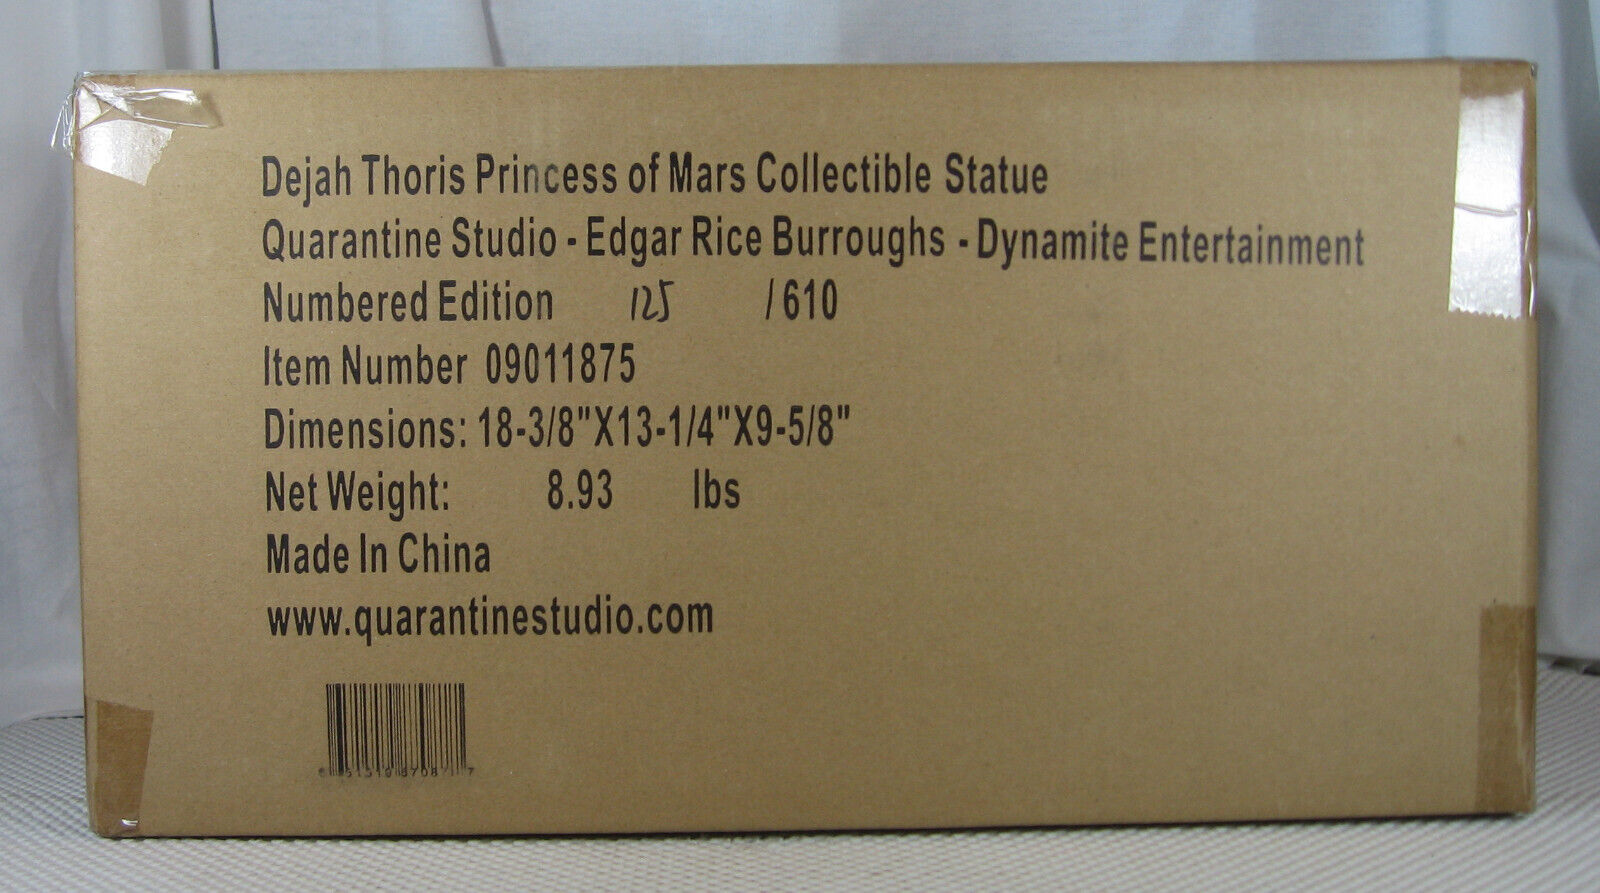 Dejah Thoris Princess of Mars Collectible Statue
Quarantine Studio - Edgar Rice Burroughs - Dynamite Entertainment
Numbered Edition 125 /610
Item Number 09011875
Dimensions: 18-3/8"X13-1/4"X9-5/8"
Net Weight: 8.93 lbs
Made In China
www.quarantinestudio.com